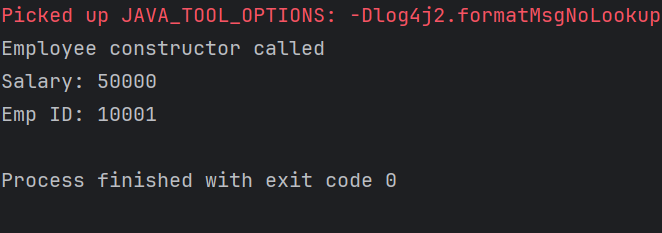 Picked up JAVA_TOOL_OPTIONS: -Dlog4j2.formatMsgNoLookup
Employee constructor called
Salary: 50000
Emp ID: 10001
Process finished with exit code 0